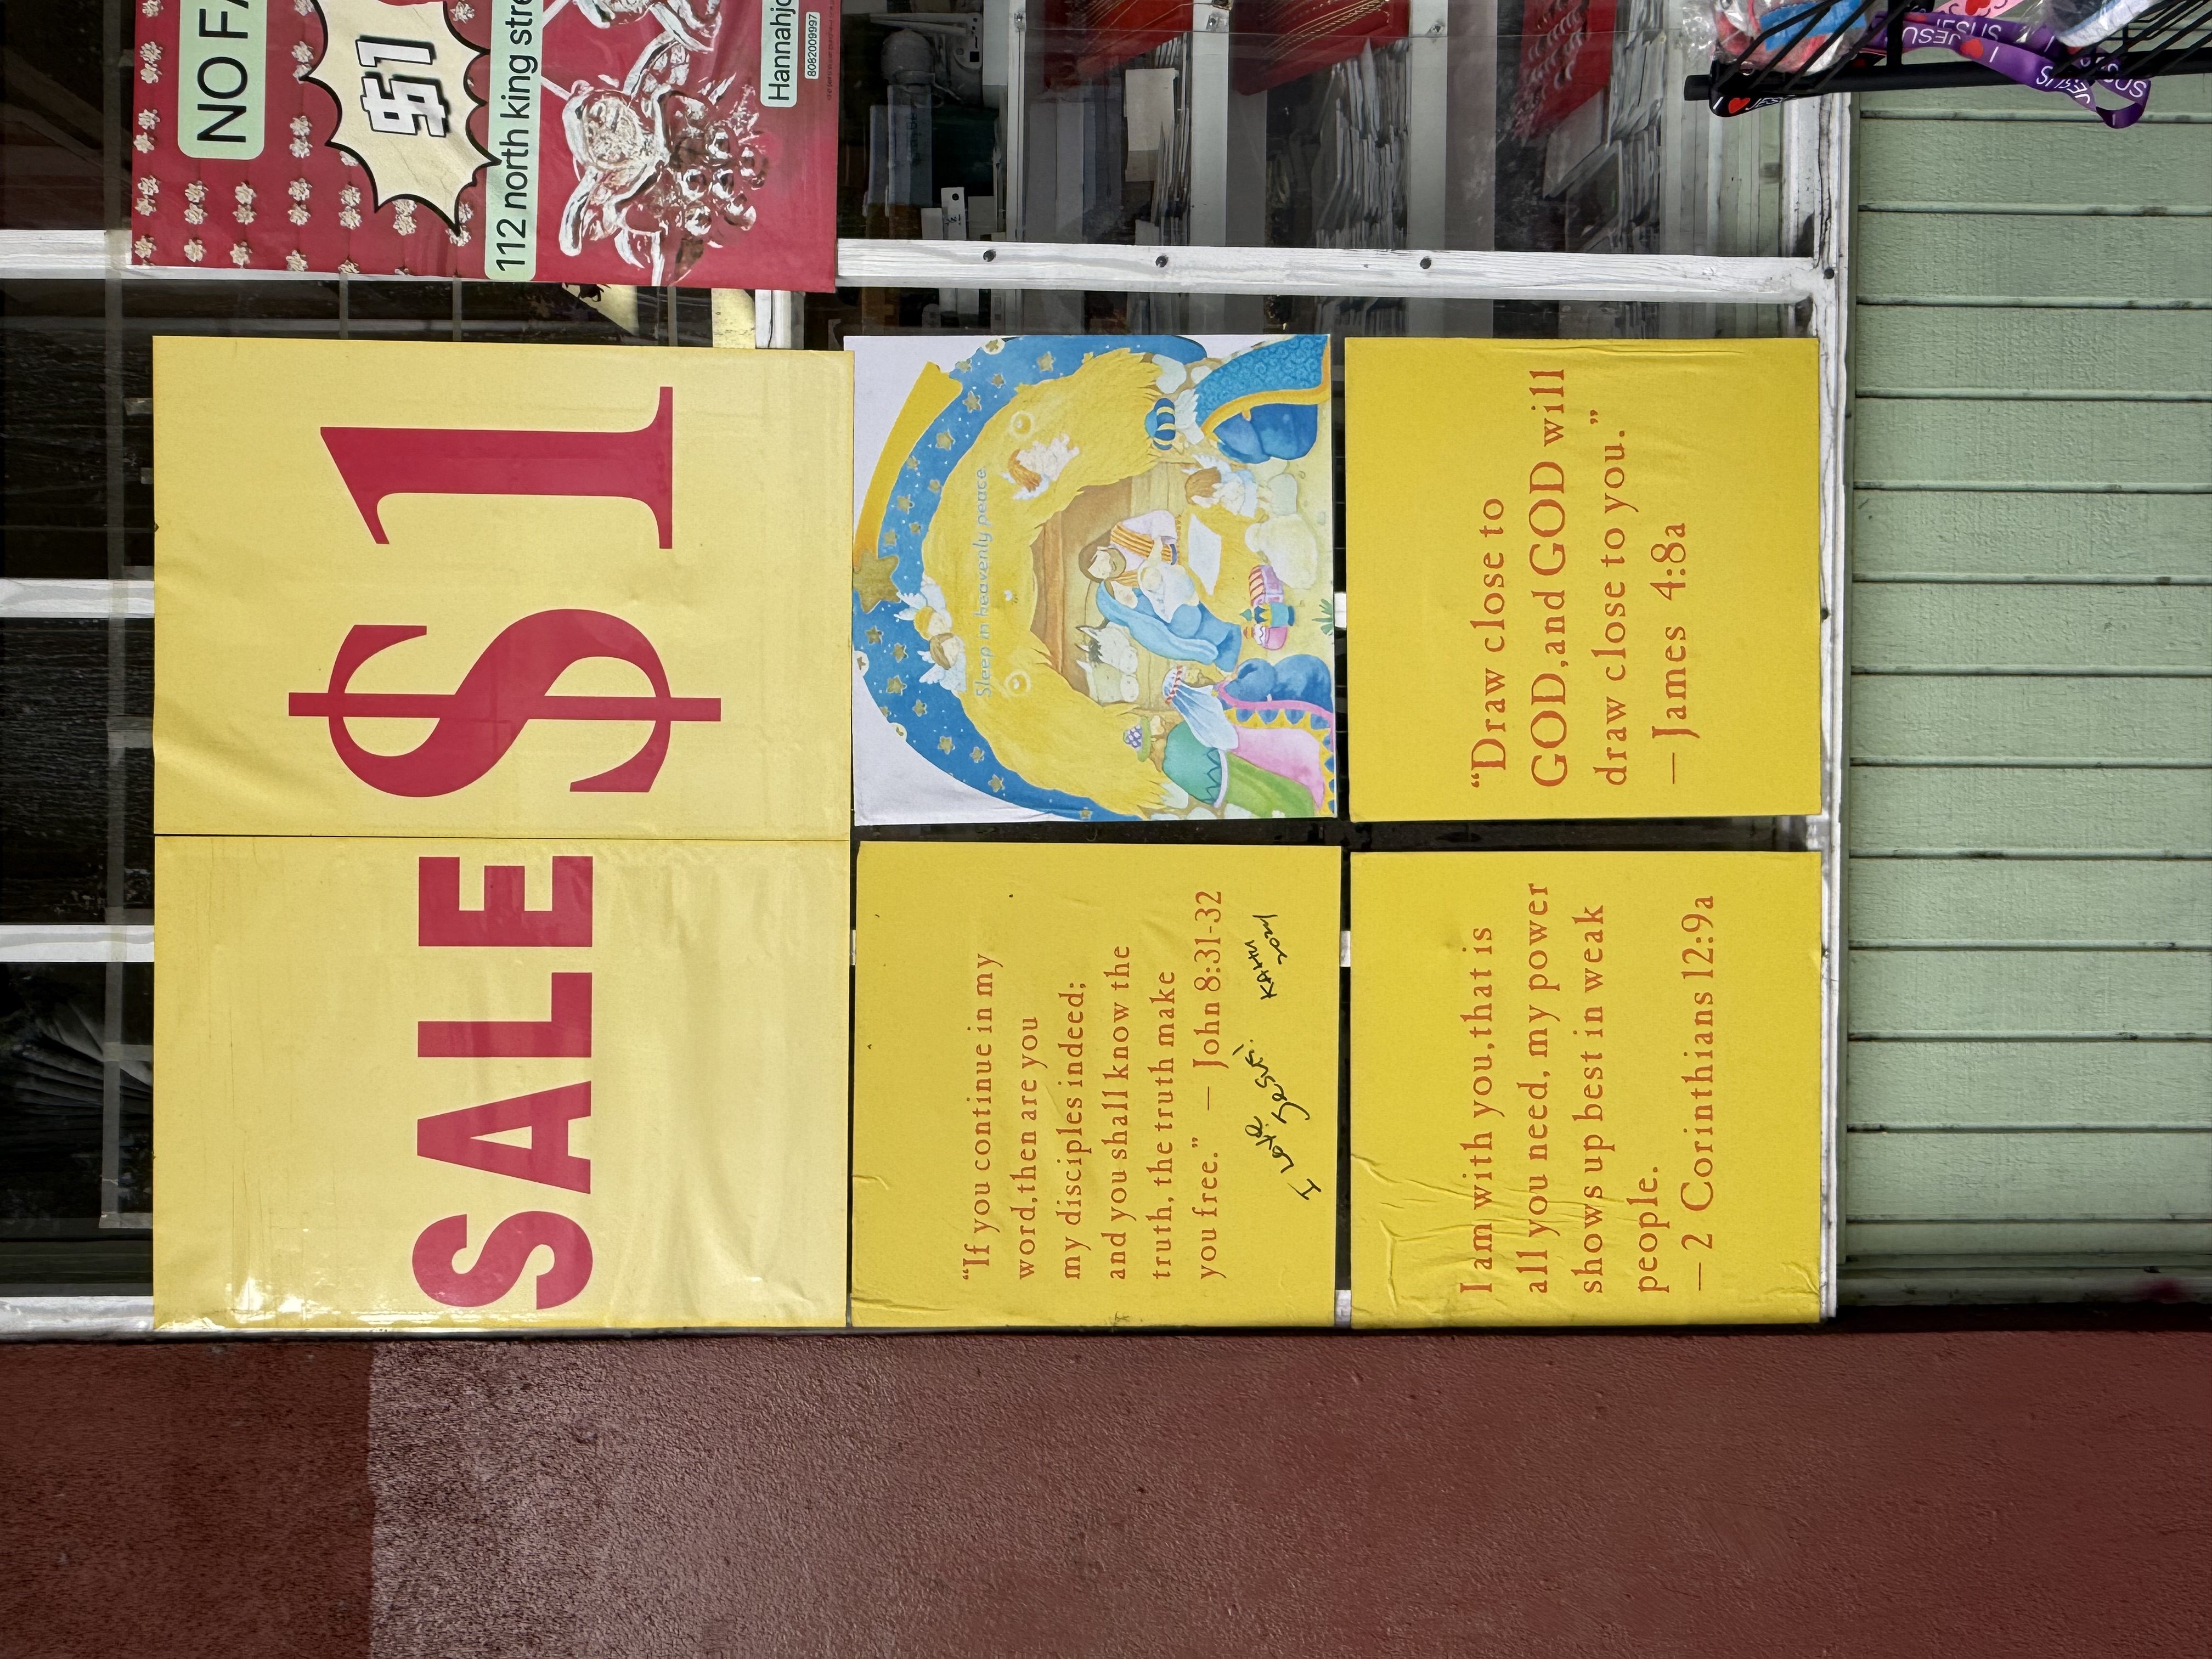 SALE $1
NO
$1
112 north king
8082009997
"If you continue in my
word,then are you
my disciples indeed;
and you shall know the
truth, the truth make
you free." — John 8:31-32
I Love
Jesus!
KAHU
2024
Sleep in heavenly peace
I am with you,that is
all you need, my power
shows up best in weak
people.
— 2 Corinthians 12:9a
"Draw close to
GOD,and GOD will
draw close to you."
— James 4:8a
I JESUS
JESUS